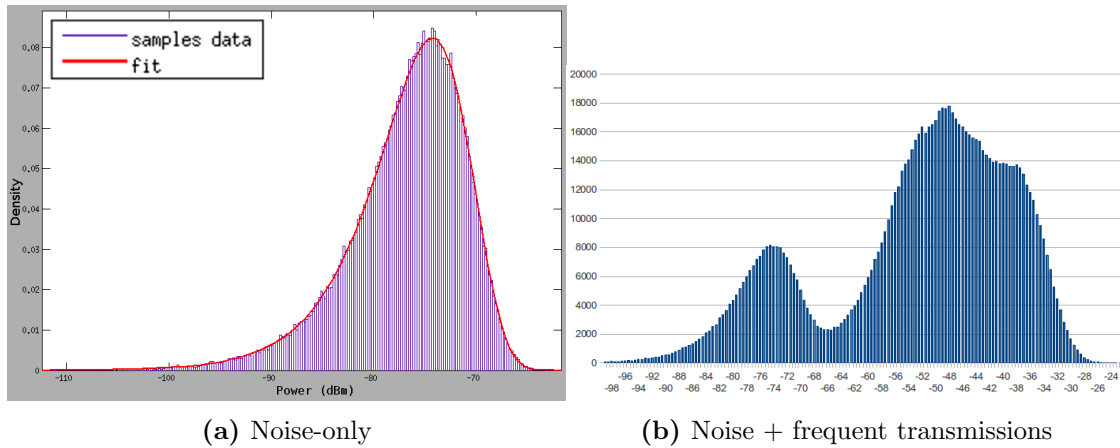 samples data
fit
0.08
0.07
0.06
0.05
0.04
0.03
0.02
0.01
0
Density
-110 -100 -90 -80 -70
Power (dBm)
20000
18000
16000
14000
12000
10000
8000
6000
4000
2000
0
-96 -92 -88 -84 -80 -76 -72 -68 -64 -60 -56 -52 -48 -44 -40 -36 -32 -28 -24
-98 -94 -90 -86 -82 -78 -74 -70 -66 -62 -58 -54 -50 -46 -42 -38 -34 -30 -26
(a) Noise-only
(b) Noise + frequent transmissions